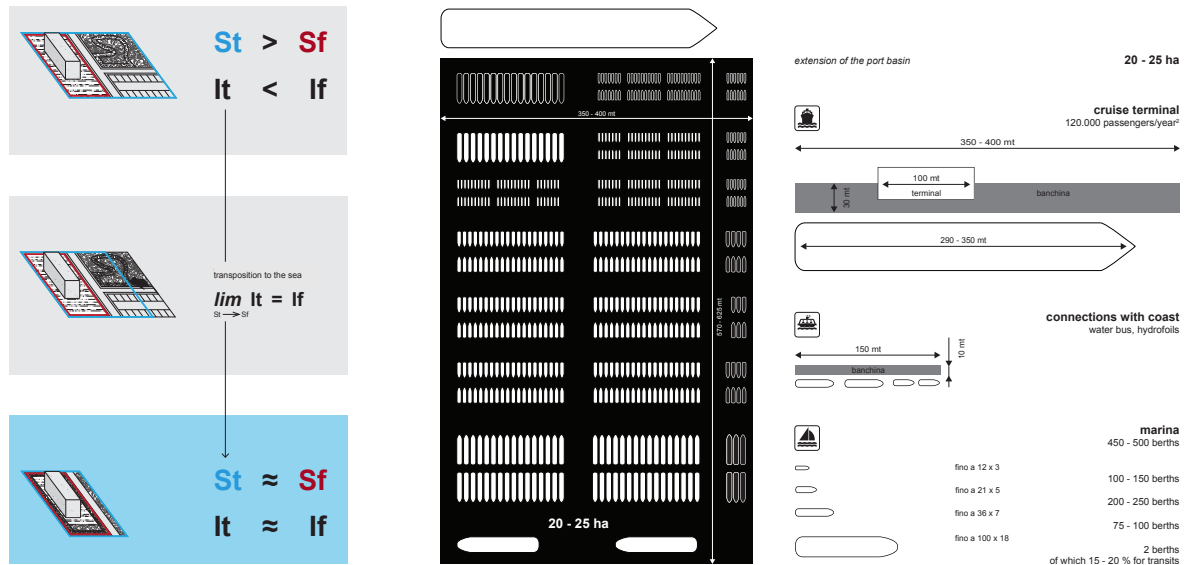 St > Sf
It < If
transposition to the sea
lim It = If
St → Sf
St ≈ Sf
It ≈ If
350 - 400 mt
570 - 625 mt
20 - 25 ha
extension of the port basin 20 - 25 ha
cruise terminal
120.000 passengers/year²
350 - 400 mt
100 mt
terminal
banchina
30 mt
290 - 350 mt
connections with coast
water bus, hydrofoils
150 mt
10 mt
banchina
marina
450 - 500 berths
fino a 12 x 3
100 - 150 berths
fino a 21 x 5
200 - 250 berths
fino a 36 x 7
75 - 100 berths
fino a 100 x 18
2 berths
of which 15 - 20 % for transits